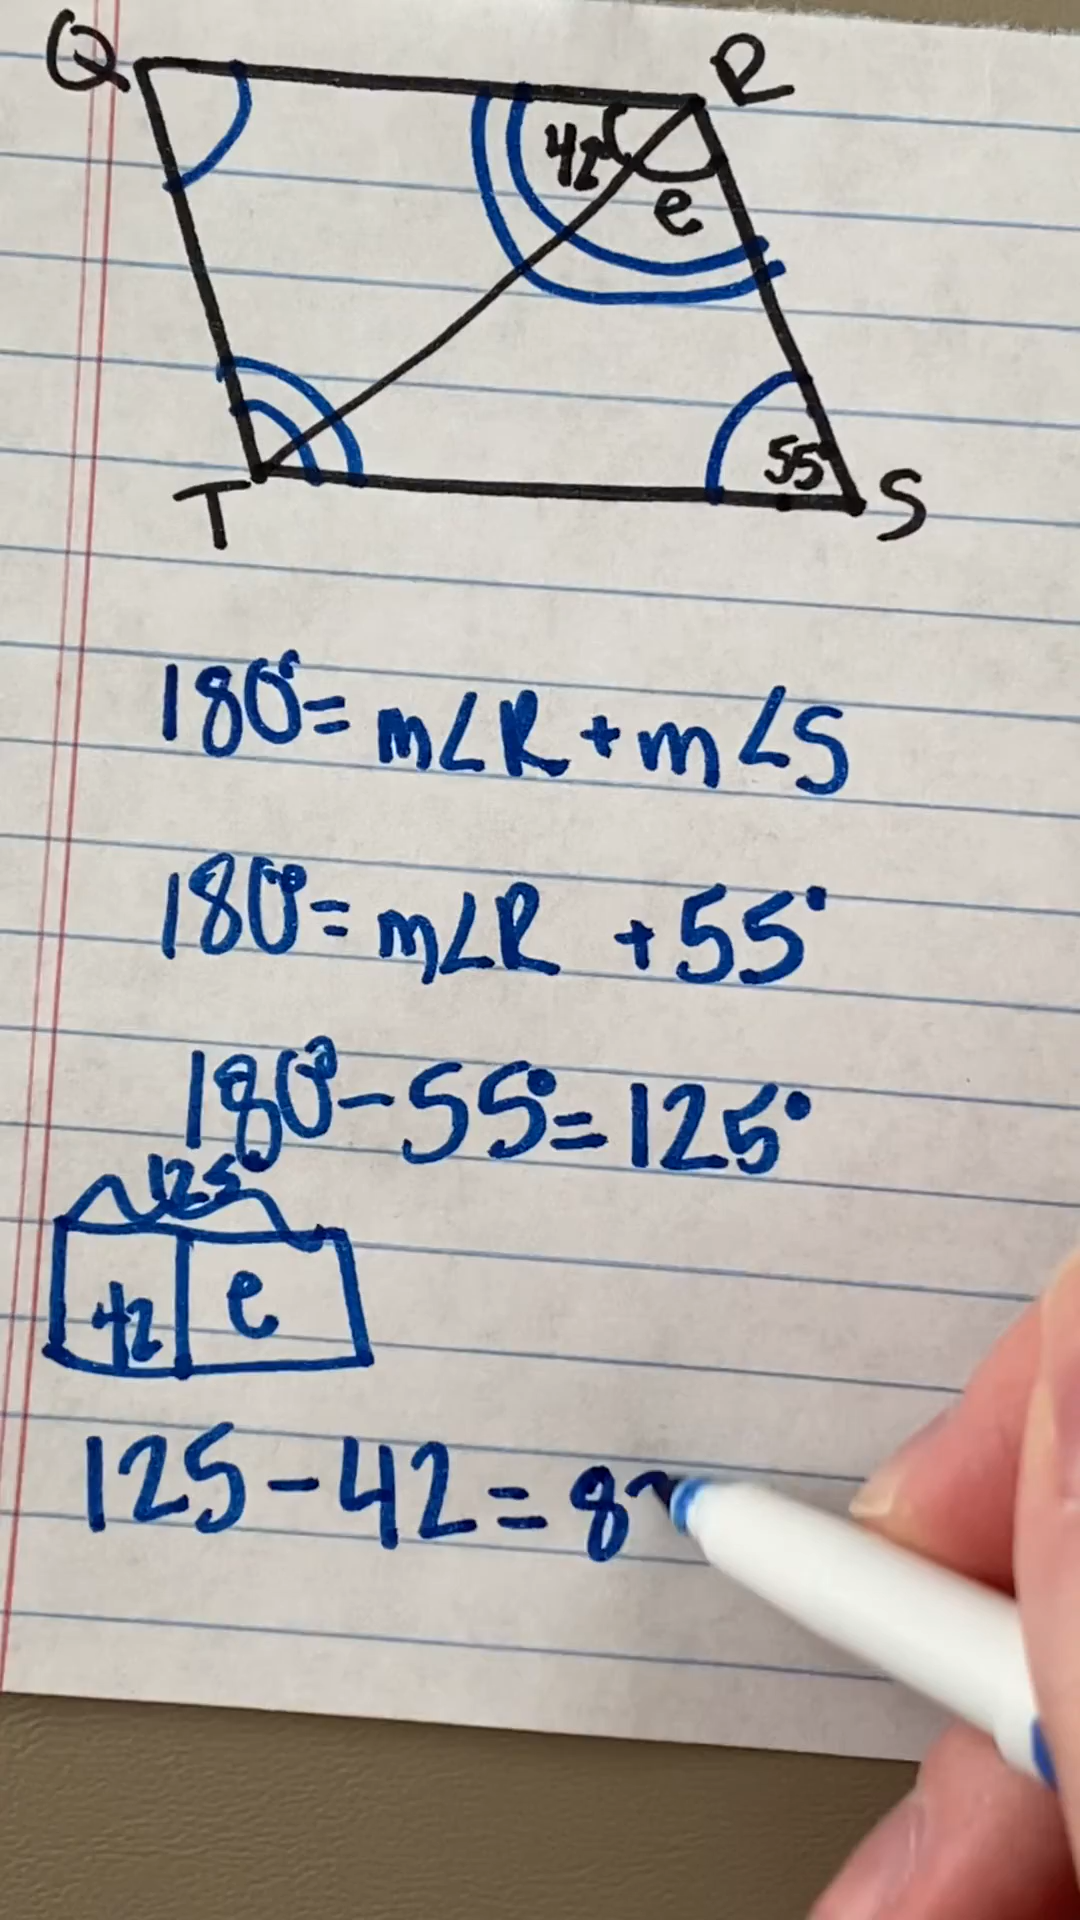 Q R
42° e
55°
T S
180° = m∠R + m∠S
180° = m∠R + 55°
180° - 55° = 125°
125
42 e
125 - 42 = 8